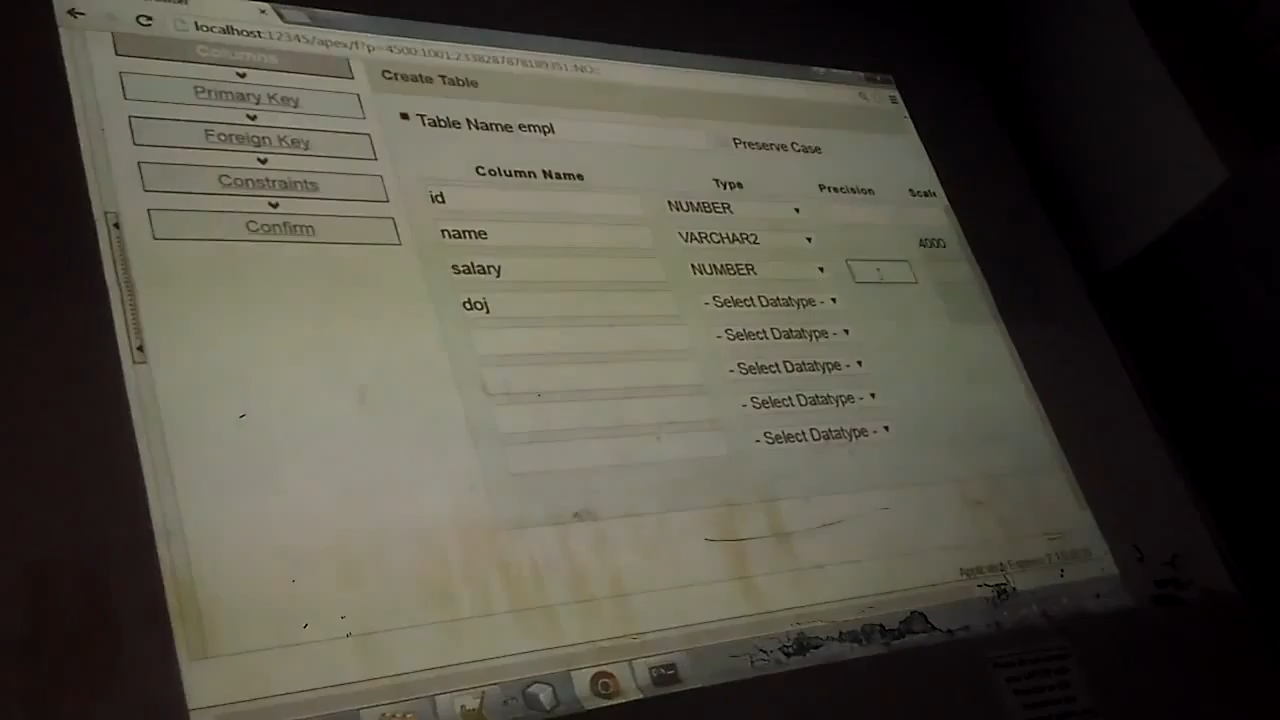 localhost:12345/apex/f?p=4500:1001:
Columns
Create Table
Primary Key
Table Name empl
Preserve Case
Foreign Key
Column Name Type Precision Scale
Constraints
id NUMBER
Confirm
name VARCHAR2 4000
salary NUMBER
doj - Select Datatype -
- Select Datatype -
- Select Datatype -
- Select Datatype -
- Select Datatype -
Application Express